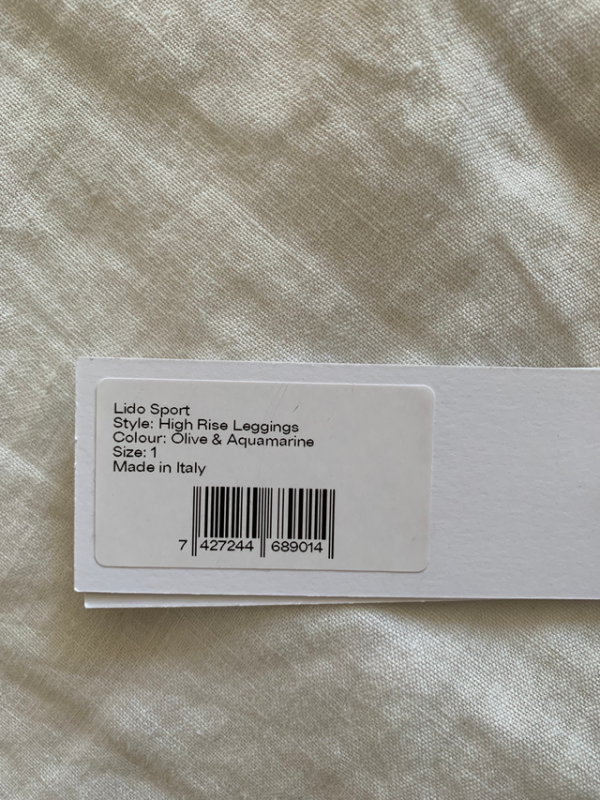 Lido Sport
Style: High Rise Leggings
Colour: Olive & Aquamarine
Size: 1
Made in Italy
7 427244 689014